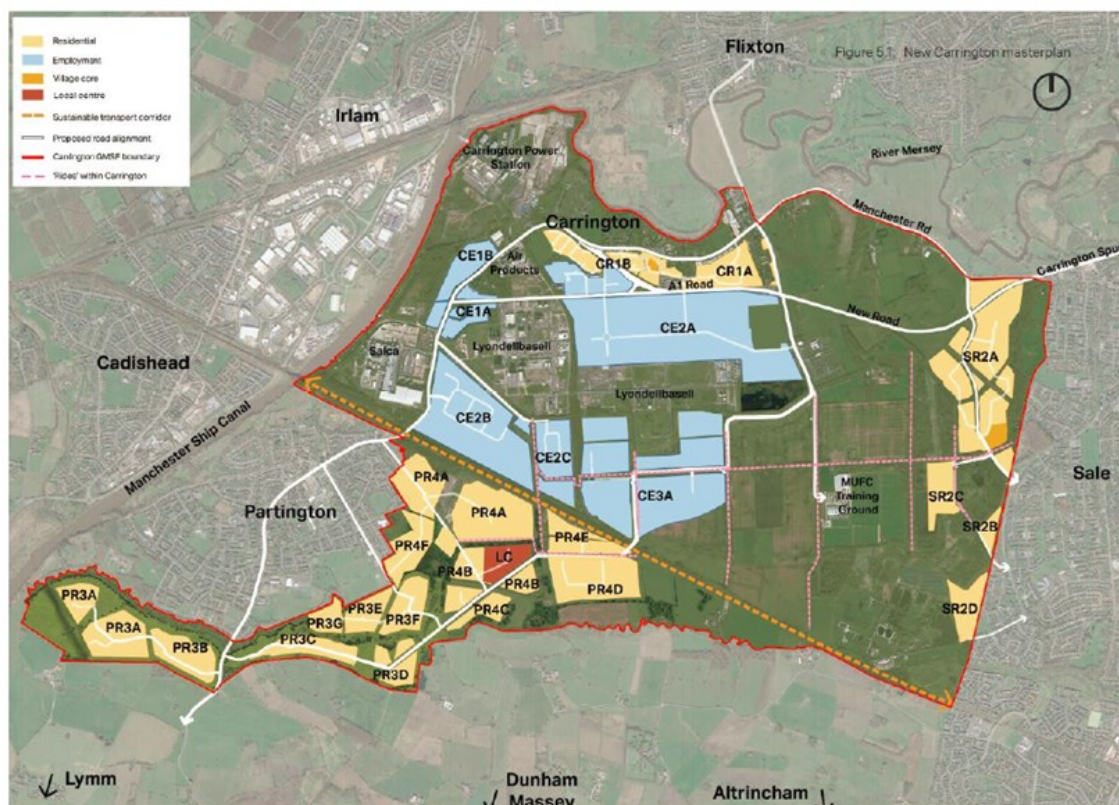 Residential
Employment
Village core
Local centre
Sustainable transport corridor
Proposed road alignment
Carrington GMSF boundary
'Rides' within Carrington
Flixton
Figure 5.1: New Carrington masterplan
Irlam
River Mersey
Carrington Power
Station
Manchester Rd
Carrington
Carrington Spu
CE1B
Air
Products
CR1B
CR1A
A1 Road
CE1A
CE2A
New Road
Lyondellbasell
Salca
SR2A
Cadishead
Lyondellbasell
CE2B
Manchester Ship Canal
CE2C
Sale
PR4A
CE3A
MUFC
Training
Ground
SR2C
Partington
PR4A
SR2B
PR4F
PR4E
LC
PR4B
PR4B
PR4D
PR3A
PR3E
PR4C
SR2D
PR3G
PR3F
PR3A
PR3B
PR3C
PR3D
Lymm
Dunham
Massey
Altrincham